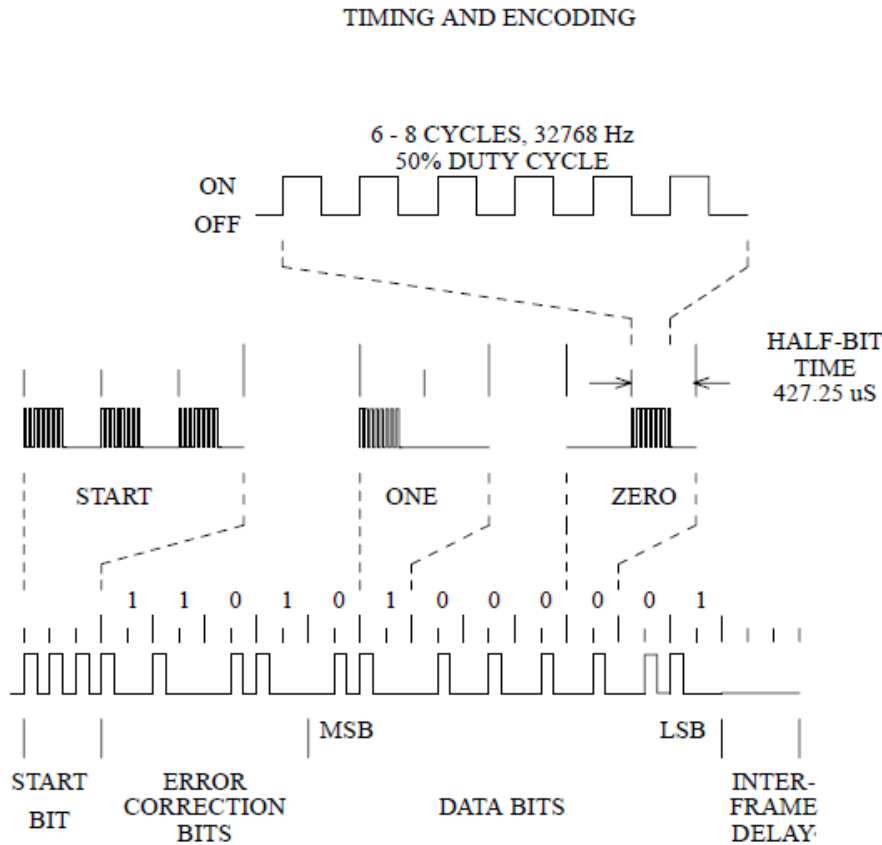 TIMING AND ENCODING
6 - 8 CYCLES, 32768 Hz
50% DUTY CYCLE
ON
OFF
HALF-BIT
TIME
427.25 uS
START
ONE
ZERO
1 1 0 1 0 1 0 0 0 0 0 1
MSB
LSB
START
BIT
ERROR
CORRECTION
BITS
DATA BITS
INTER-
FRAME
DELAY